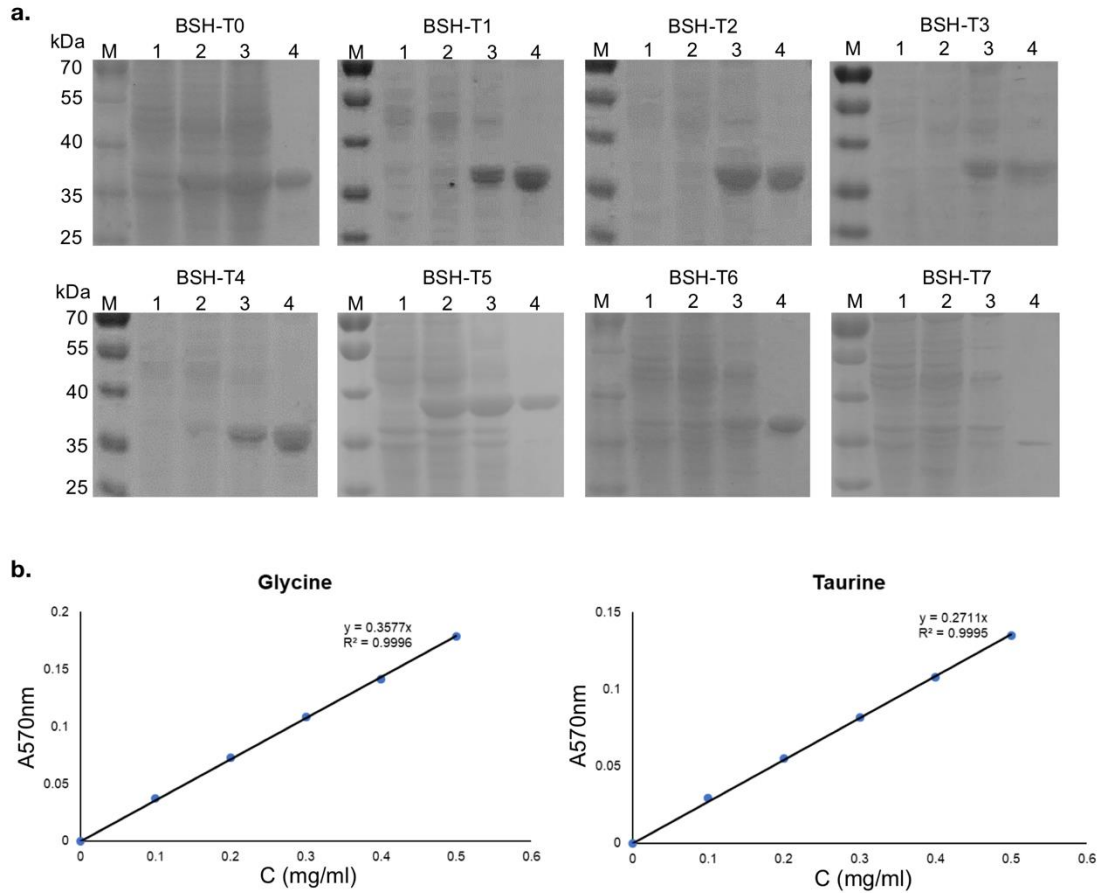 a.
BSH-T0 BSH-T1 BSH-T2 BSH-T3
kDa M 1 2 3 4 M 1 2 3 4 M 1 2 3 4 M 1 2 3 4
70
55
40
35
25
BSH-T4 BSH-T5 BSH-T6 BSH-T7
kDa M 1 2 3 4 M 1 2 3 4 M 1 2 3 4 M 1 2 3 4
70
55
40
35
25
b.
Glycine
y = 0.3577x
R² = 0.9996
A570nm
0.2
0.15
0.1
0.05
0
0 0.1 0.2 0.3 0.4 0.5 0.6
C (mg/ml)
Taurine
y = 0.2711x
R² = 0.9995
A570nm
0.15
0.1
0.05
0
0 0.1 0.2 0.3 0.4 0.5 0.6
C (mg/ml)